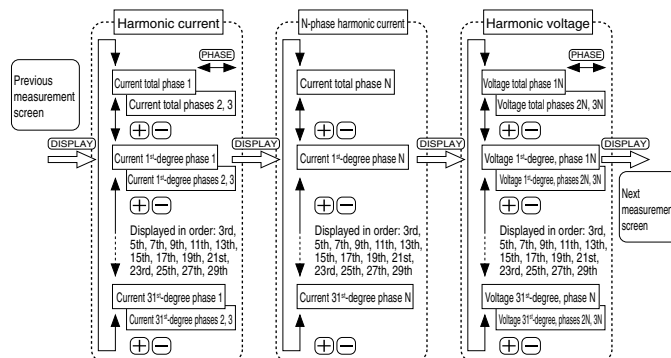 Harmonic current
PHASE
Previous
measurement
screen
Current total phase 1
Current total phases 2, 3
+ −
DISPLAY
Current 1st-degree phase 1
Current 1st-degree phases 2, 3
+ −
Displayed in order: 3rd,
5th, 7th, 9th, 11th, 13th,
15th, 17th, 19th, 21st,
23rd, 25th, 27th, 29th
Current 31st-degree phase 1
Current 31st-degree phases 2, 3
+ −
N-phase harmonic current
Current total phase N
+ −
DISPLAY
Current 1st-degree phase N
+ −
Displayed in order: 3rd,
5th, 7th, 9th, 11th, 13th,
15th, 17th, 19th, 21st,
23rd, 25th, 27th, 29th
Current 31st-degree phase N
+ −
Harmonic voltage
PHASE
Voltage total phase 1N
Voltage total phases 2N, 3N
+ −
DISPLAY
Voltage 1st-degree, phase 1N
Voltage 1st-degree, phases 2N, 3N
+ −
Displayed in order: 3rd,
5th, 7th, 9th, 11th, 13th,
15th, 17th, 19th, 21st,
23rd, 25th, 27th, 29th
Voltage 31st-degree, phase N
Voltage 31st-degree, phases 2N, 3N
+ −
DISPLAY
Next
measurement
screen